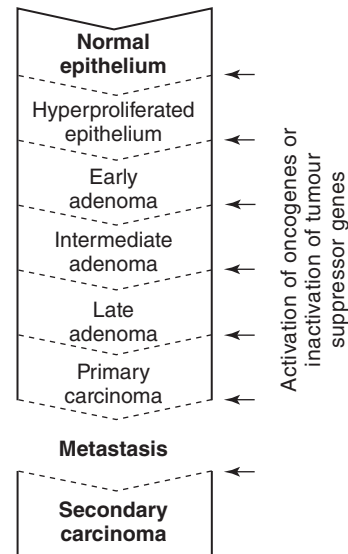 Normal
epithelium
Hyperproliferated
epithelium
Early
adenoma
Intermediate
adenoma
Late
adenoma
Primary
carcinoma
Metastasis
Secondary
carcinoma
Activation of oncogenes or
inactivation of tumour
suppressor genes